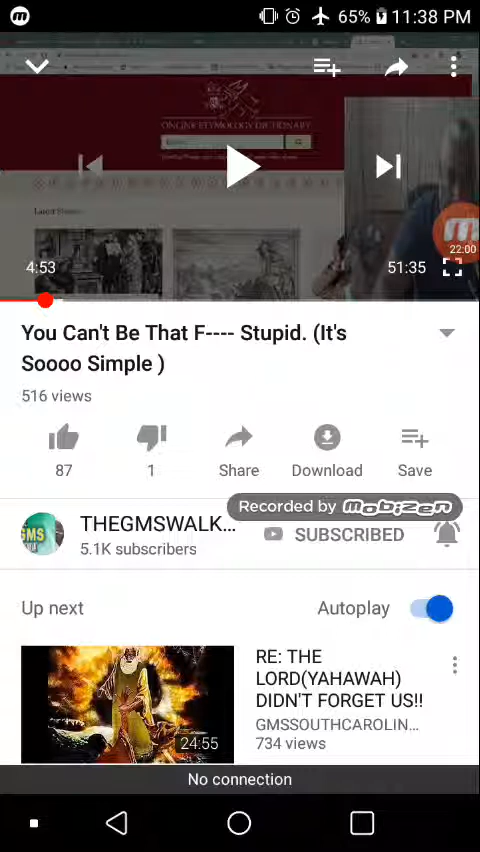 65% 11:38 PM
ONLINE ETYMOLOGY DICTIONARY
22:00
4:53
51:35
You Can't Be That F---- Stupid. (It's
Soooo Simple )
516 views
87
1
Share
Download
Save
Recorded by MOBIZEN
THEGMSWALK...
SUBSCRIBED
5.1K subscribers
GMS
Up next
Autoplay
RE: THE
LORD(YAHAWAH)
DIDN'T FORGET US!!
GMSSOUTHCAROLIN...
734 views
24:55
No connection